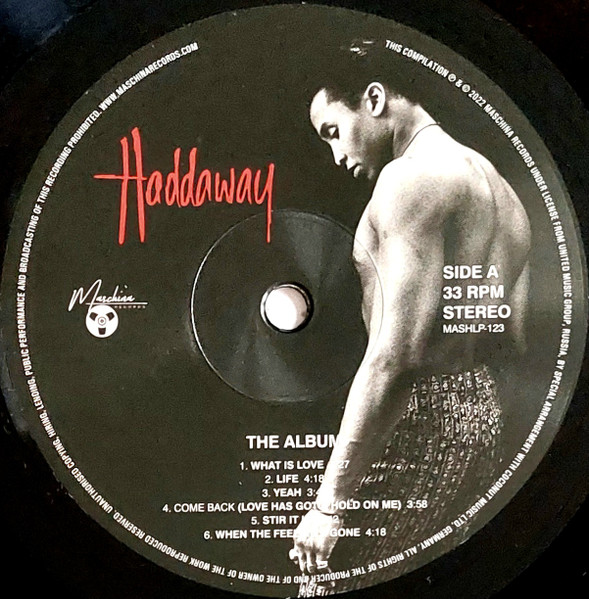 THIS COMPILATION ℗ & © 2022 MASCHINA RECORDS UNDER LICENSE FROM UNITED MUSIC GROUP, RUSSIA. BY SPECIAL ARRANGEMENT WITH COCONUT MUSIC LTD, GERMANY. ALL RIGHTS OF THE PRODUCER AND OF THE OWNER OF THE WORK REPRODUCED RESERVED. UNAUTHORISED COPYING, HIRING, LENDING, PUBLIC PERFORMANCE AND BROADCASTING OF THIS RECORDING PROHIBITED. WWW.MASCHINARECORDS.COM
Haddaway
Maschina
RECORDS
SIDE A
33 RPM
STEREO
MASHLP-123
THE ALBUM
1. WHAT IS LOVE
2. LIFE 4:18
3. YEAH
4. COME BACK (LOVE HAS GOT HOLD ON ME) 3:58
5. STIR IT
6. WHEN THE GONE 4:18